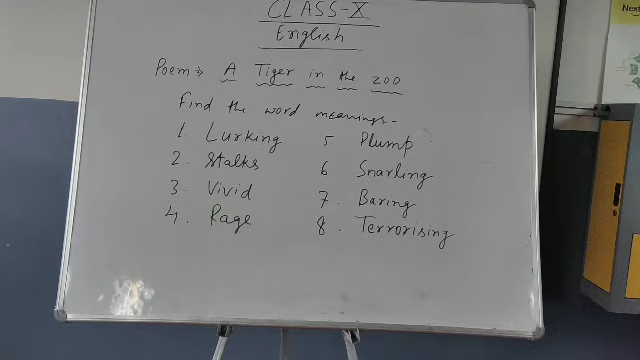 CLASS-X
English
Poem⇒ A Tiger in the zoo
Find the word meanings-
1. Lurking
2. Stalks
3. Vivid
4. Rage
5 Plump
6 Snarling
7. Baring
8. Terrorising
Next